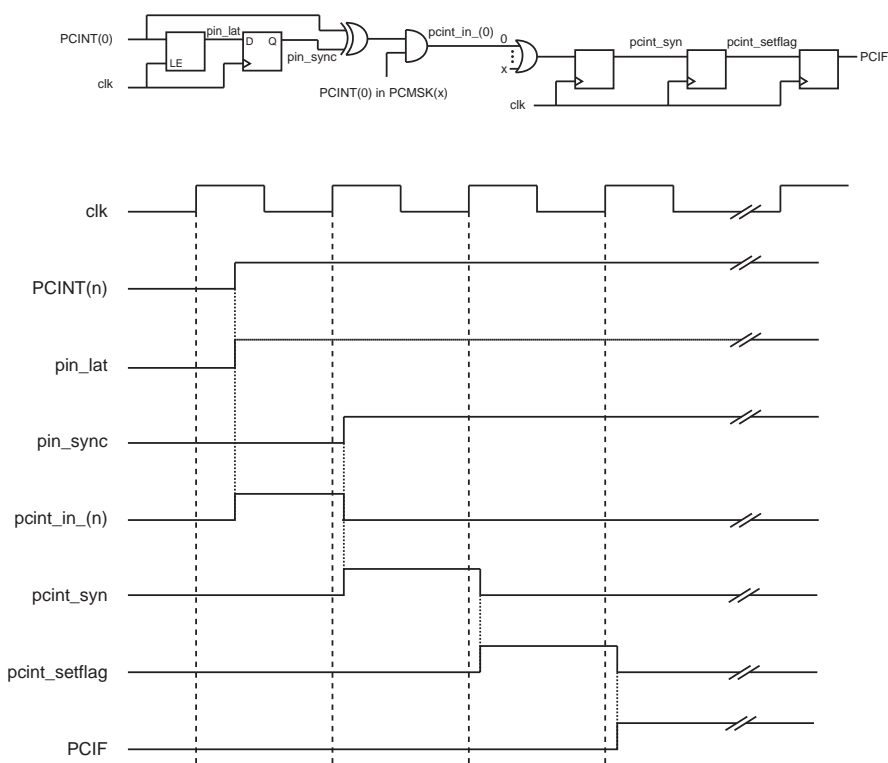 PCINT(0)
pin_lat
D Q
LE
pin_sync
clk
pcint_in_(0)
0
x
PCINT(0) in PCMSK(x)
pcint_syn
pcint_setflag
PCIF
clk
clk
PCINT(n)
pin_lat
pin_sync
pcint_in_(n)
pcint_syn
pcint_setflag
PCIF